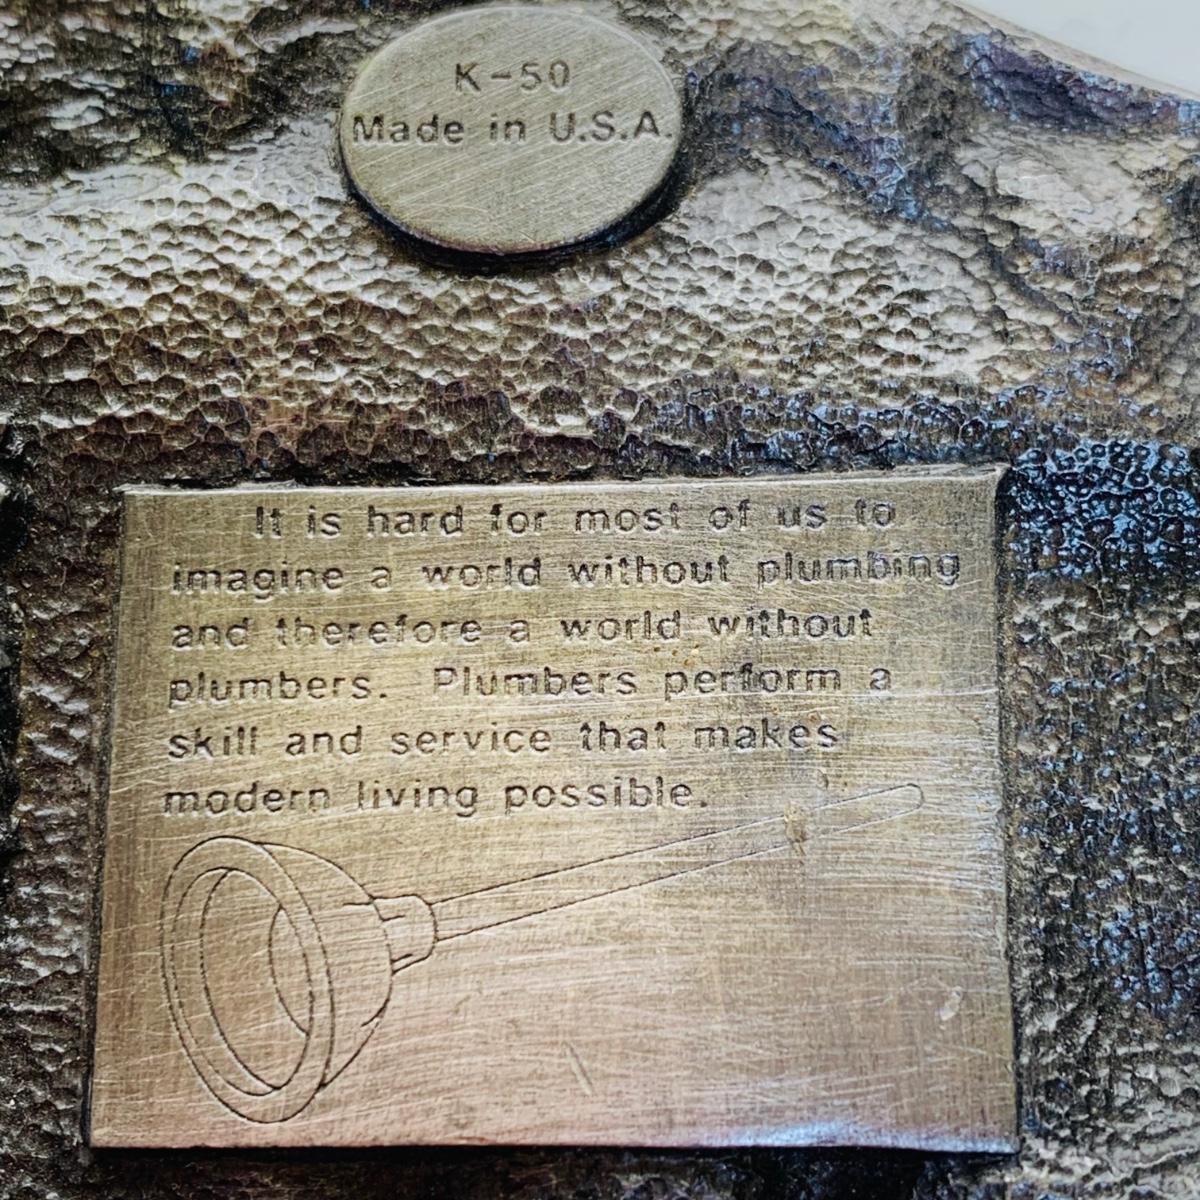 K-50
Made in U.S.A.
It is hard for most of us to
imagine a world without plumbing
and therefore a world without
plumbers. Plumbers perform a
skill and service that makes
modern living possible.